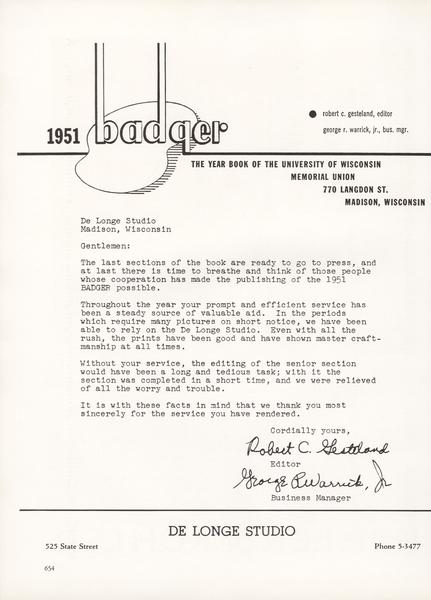 1951 badger
robert c. gesteland, editor
george r. warrick, jr., bus. mgr.
THE YEAR BOOK OF THE UNIVERSITY OF WISCONSIN
MEMORIAL UNION
770 LANGDON ST.
MADISON, WISCONSIN
De Longe Studio
Madison, Wisconsin
Gentlemen:
The last sections of the book are ready to go to press, and
at last there is time to breathe and think of those people
whose cooperation has made the publishing of the 1951
BADGER possible.
Throughout the year your prompt and efficient service has
been a steady source of valuable aid. In the periods
which require many pictures on short notice, we have been
able to rely on the De Longe Studio. Even with all the
rush, the prints have been good and have shown master craft-
manship at all times.
Without your service, the editing of the senior section
would have been a long and tedious task; with it the
section was completed in a short time, and we were relieved
of all the worry and trouble.
It is with these facts in mind that we thank you most
sincerely for the service you have rendered.
Cordially yours,
Robert C. Gesteland
Editor
George R. Warrick, Jr
Business Manager
DE LONGE STUDIO
525 State Street
Phone 5-3477
654